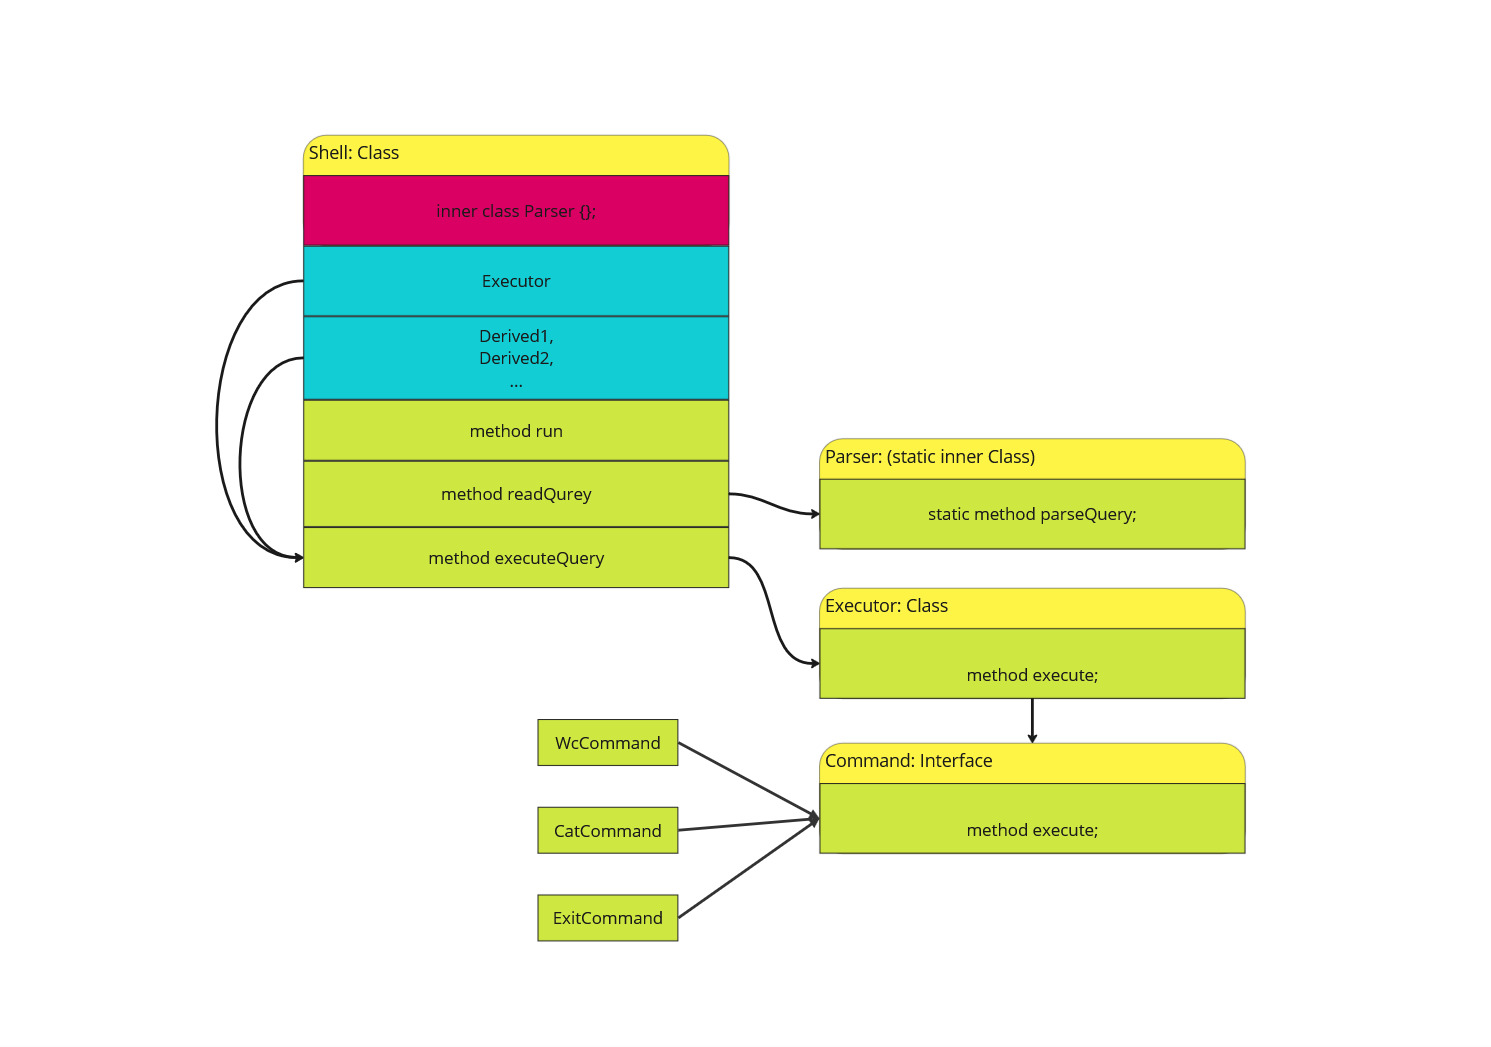 Shell: Class
inner class Parser {};
Executor
Derived1,
Derived2,
...
method run
method readQurey
method executeQuery
Parser: (static inner Class)
static method parseQuery;
Executor: Class
method execute;
Command: Interface
method execute;
WcCommand
CatCommand
ExitCommand